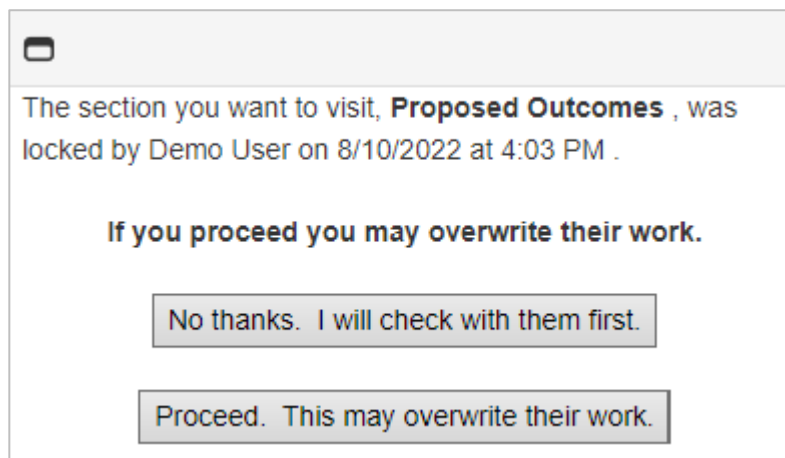 The section you want to visit, Proposed Outcomes , was
locked by Demo User on 8/10/2022 at 4:03 PM .
If you proceed you may overwrite their work.
No thanks.  I will check with them first.
Proceed.  This may overwrite their work.